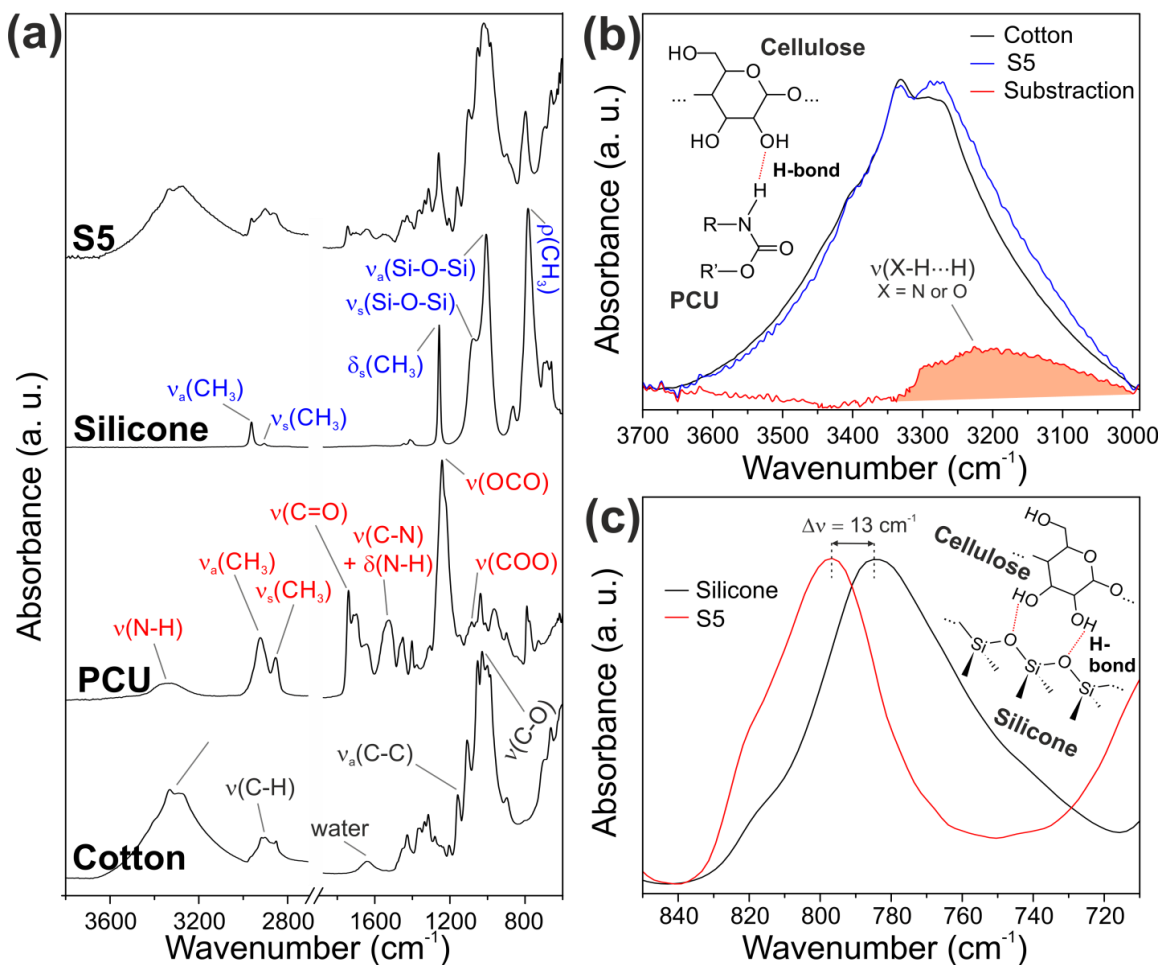 (a)
S5
νa(Si-O-Si)
νs(Si-O-Si)
ρ(CH3)
δs(CH3)
νa(CH3)
νs(CH3)
Silicone
ν(OCO)
ν(C=O)
ν(C-N)
+ δ(N-H)
ν(COO)
νa(CH3)
νs(CH3)
ν(N-H)
PCU
ν(C-O)
νa(C-C)
ν(C-H)
water
Cotton
3600 2800 1600 1200 800
Wavenumber (cm-1)
Absorbance (a. u.)
(b)
Cellulose
Cotton
S5
Substraction
HO
O
... O...
HO OH
H-bond
H
R N
O
R' O
PCU
ν(X-H···H)
X = N or O
3700 3600 3500 3400 3300 3200 3100 3000
Wavenumber (cm-1)
Absorbance (a. u.)
(c)
Δν = 13 cm-1
Silicone
S5
HO
Cellulose
O
... O...
HO
OH
H-
bond
O O
Si Si Si
Silicone
840 820 800 780 760 740 720
Wavenumber (cm-1)
Absorbance (a. u.)